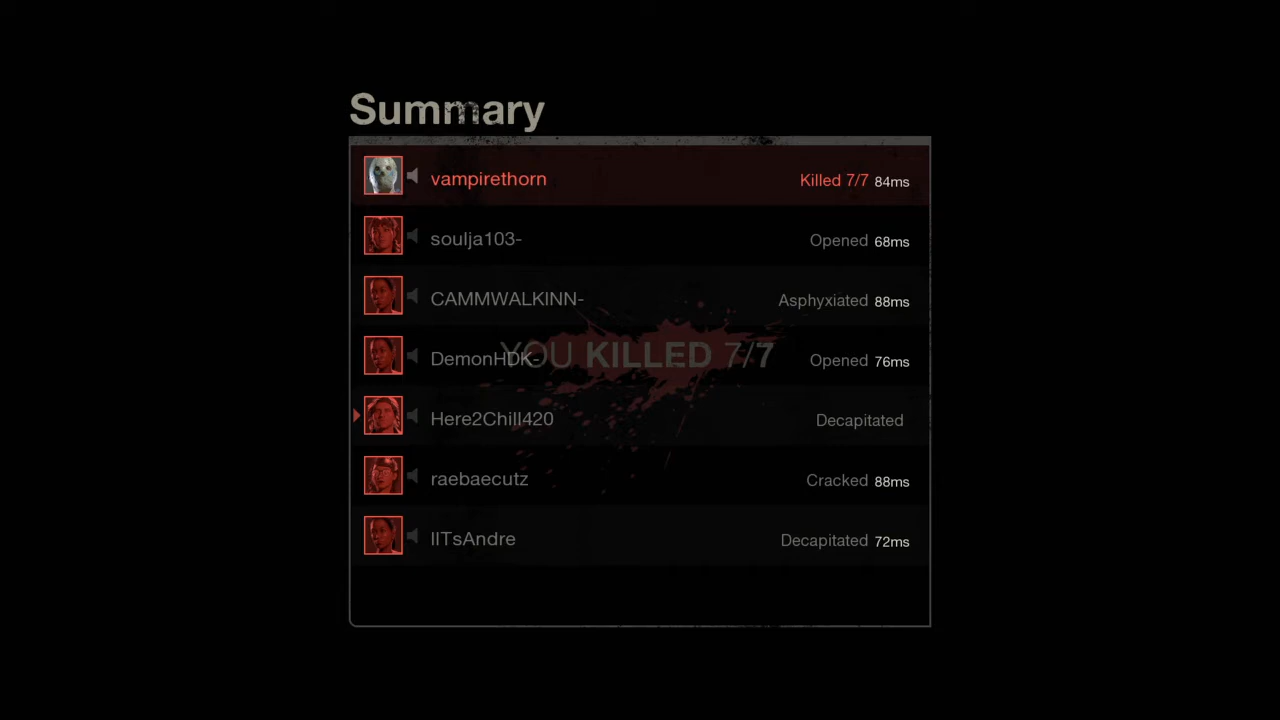 Summary
vampirethorn Killed 7/7 84ms
soulja103- Opened 68ms
CAMMWALKINN- Asphyxiated 88ms
YOU KILLED 7/7
DemonHDK- Opened 76ms
Here2Chill420 Decapitated
raebaecutz Cracked 88ms
IITsAndre Decapitated 72ms